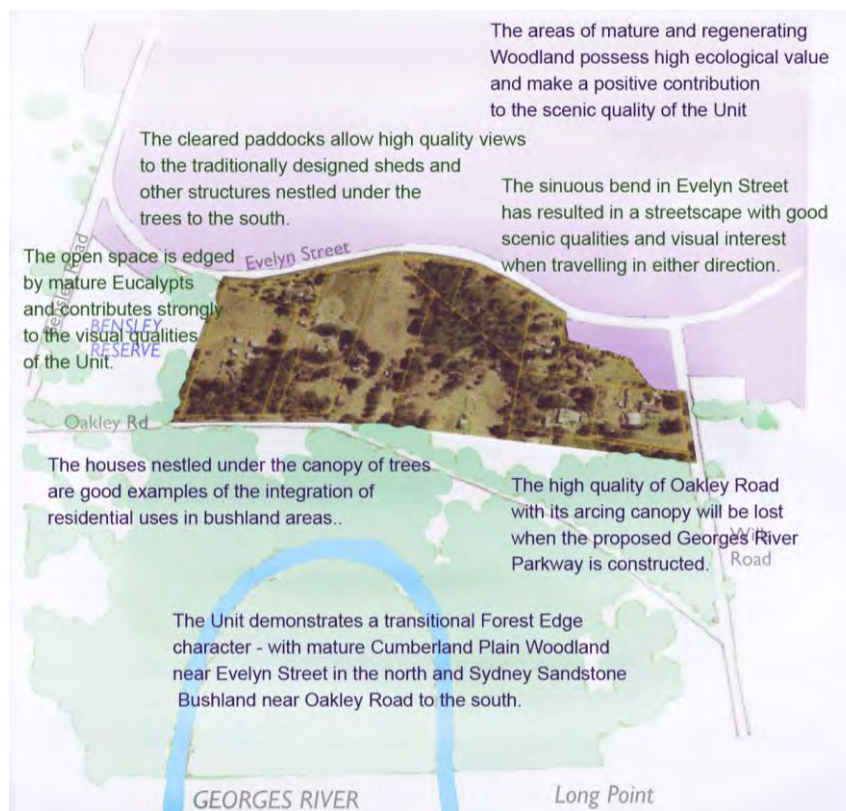 The areas of mature and regenerating
Woodland possess high ecological value
and make a positive contribution
to the scenic quality of the Unit
The cleared paddocks allow high quality views
to the traditionally designed sheds and
other structures nestled under the
trees to the south.
The sinuous bend in Evelyn Street
has resulted in a streetscape with good
scenic qualities and visual interest
when travelling in either direction.
Evelyn Street
Bensley Road
The open space is edged
by mature Eucalypts
and contributes strongly
to the visual qualities
of the Unit.
BENSLEY
RESERVE
Oakley Rd
The houses nestled under the canopy of trees
are good examples of the integration of
residential uses in bushland areas..
The high quality of Oakley Road
with its arcing canopy will be lost
when the proposed Georges River
Parkway is constructed.
Road
The Unit demonstrates a transitional Forest Edge
character - with mature Cumberland Plain Woodland
near Evelyn Street in the north and Sydney Sandstone
Bushland near Oakley Road to the south.
GEORGES RIVER
Long Point